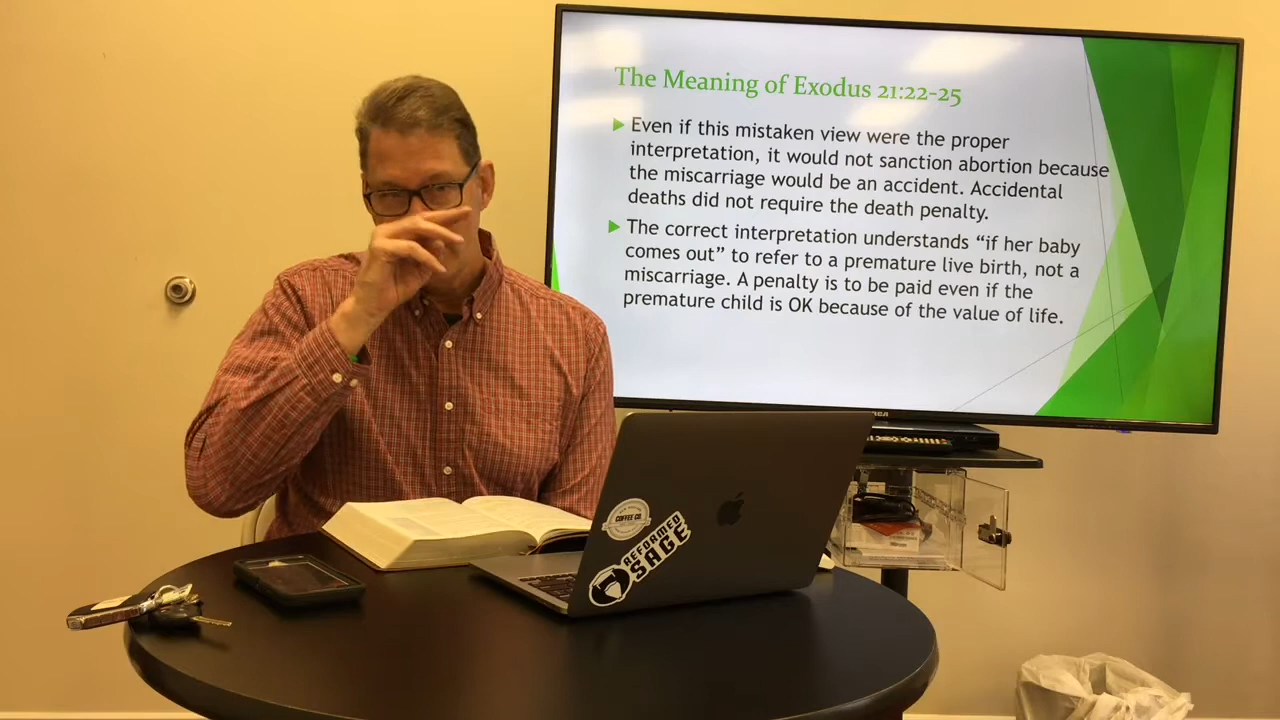 The Meaning of Exodus 21:22-25
Even if this mistaken view were the proper
interpretation, it would not sanction abortion because
the miscarriage would be an accident. Accidental
deaths did not require the death penalty.
The correct interpretation understands “if her baby
comes out” to refer to a premature live birth, not a
miscarriage. A penalty is to be paid even if the
premature child is OK because of the value of life.
RCA
COFFEE CO.
REFORMED
SAGE